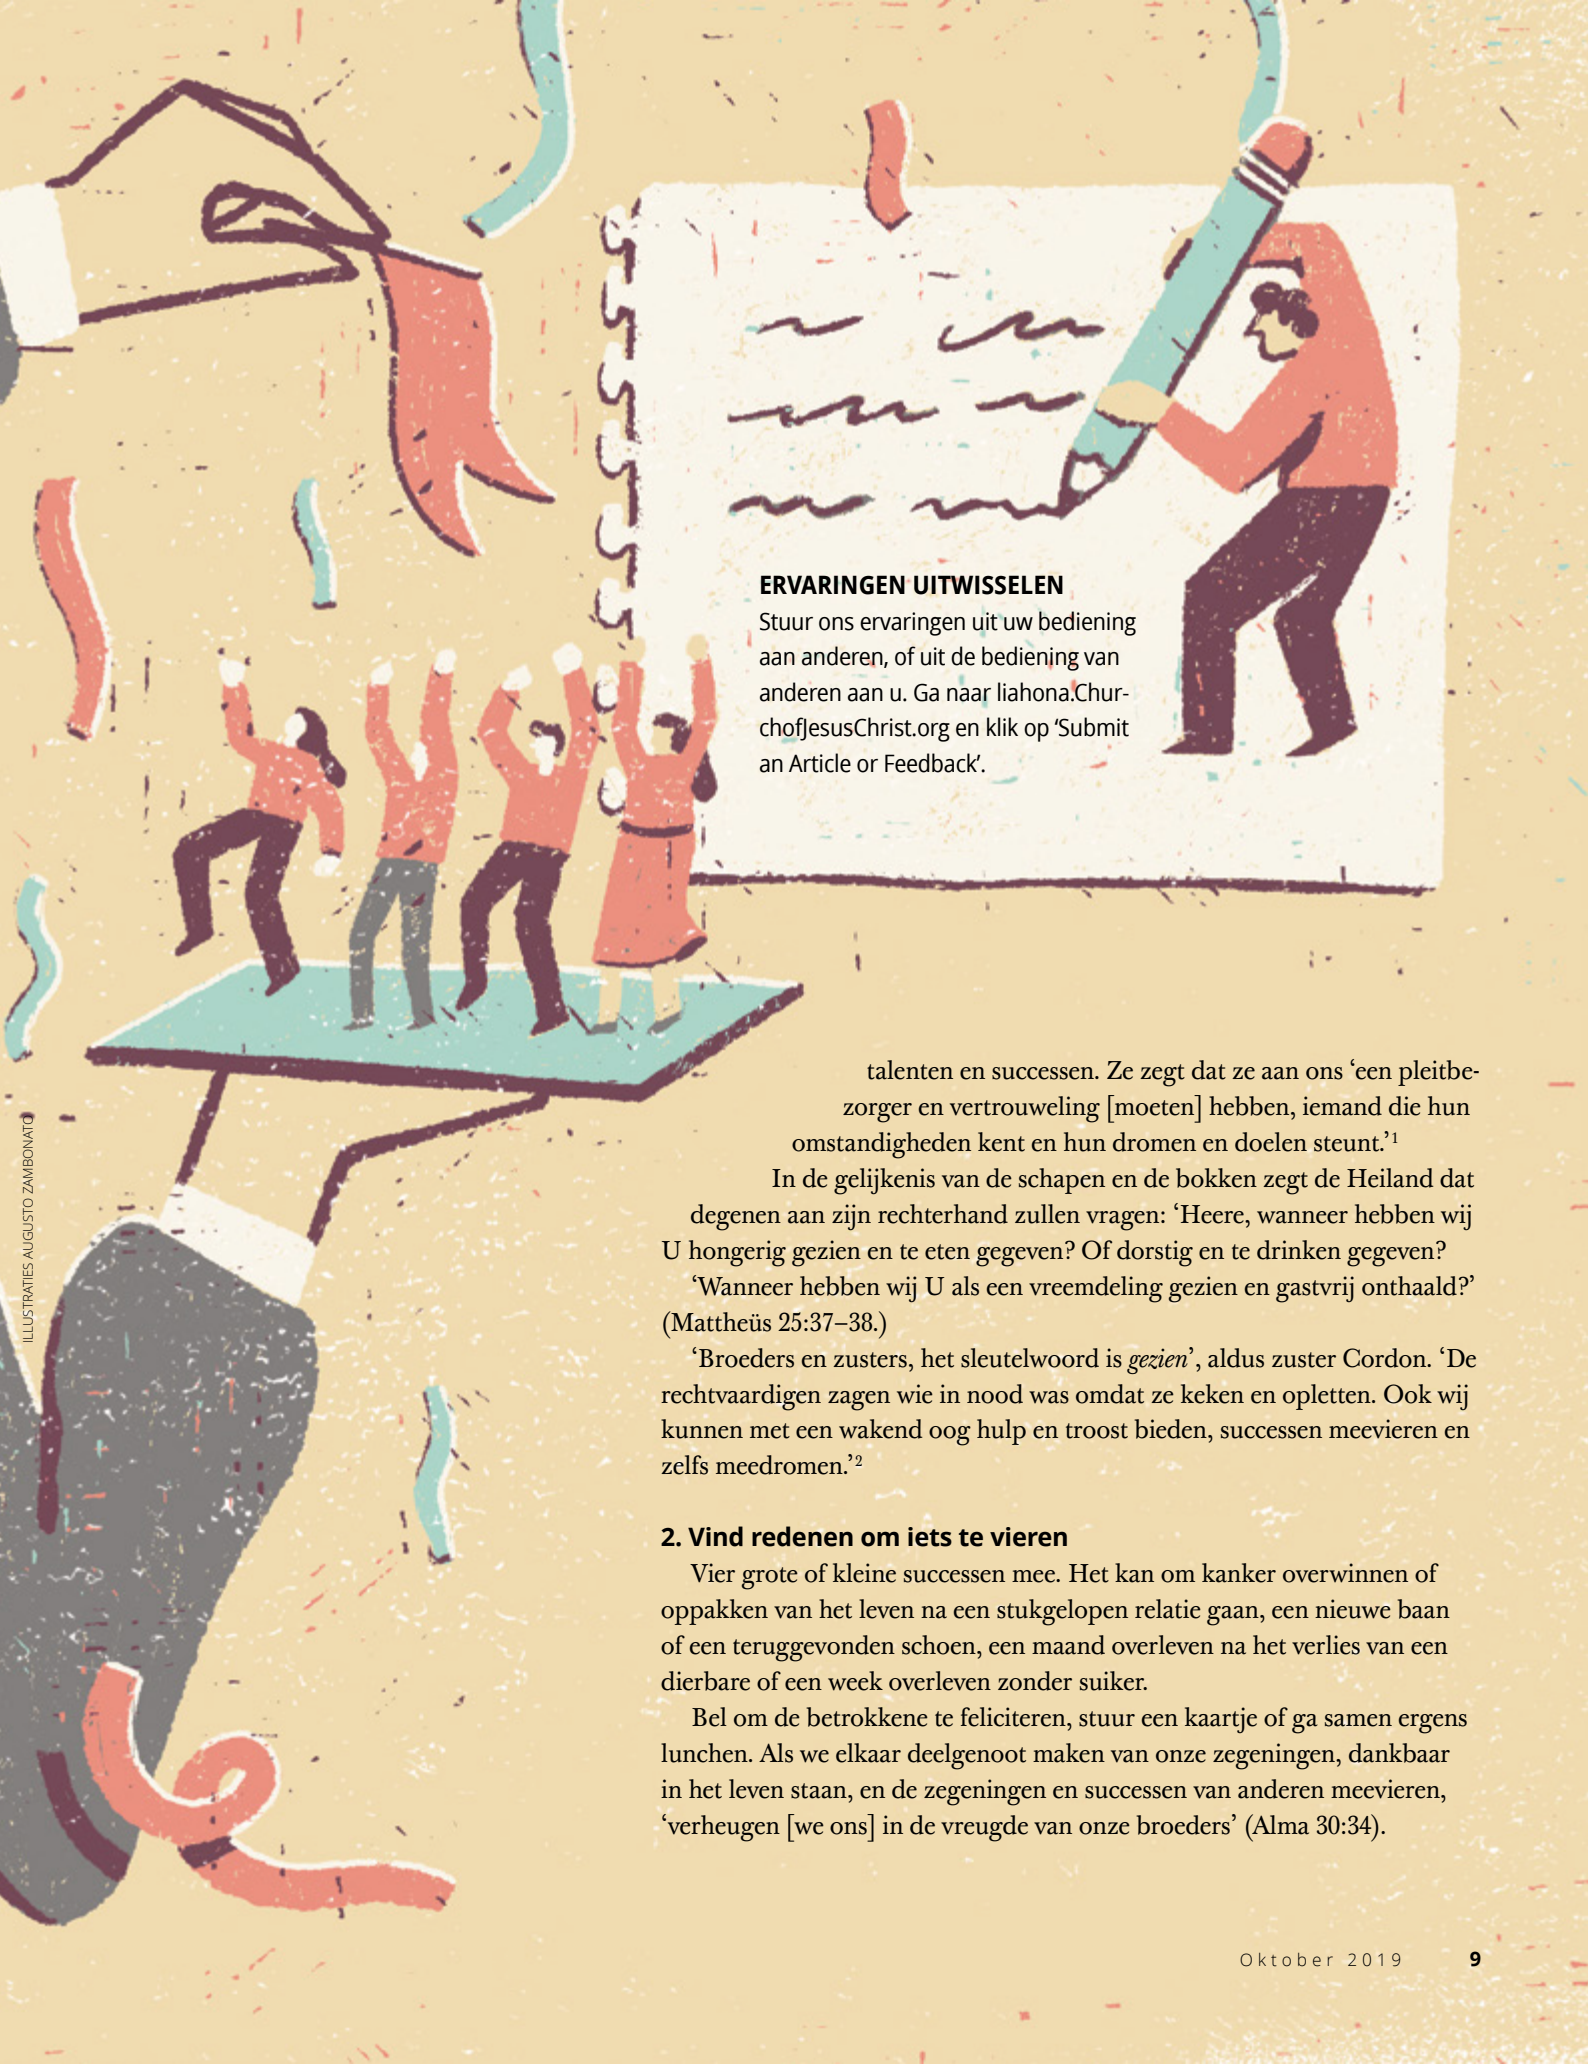 ERVARINGEN UITWISSELEN
Stuur ons ervaringen uit uw bediening
aan anderen, of uit de bediening van
anderen aan u. Ga naar liahona.Chur-
chofJesusChrist.org en klik op ‘Submit
an Article or Feedback’.
talenten en successen. Ze zegt dat ze aan ons ‘een pleitbe-
zorger en vertrouweling [moeten] hebben, iemand die hun
omstandigheden kent en hun dromen en doelen steunt.’1
In de gelijkenis van de schapen en de bokken zegt de Heiland dat
degenen aan zijn rechterhand zullen vragen: ‘Heere, wanneer hebben wij
U hongerig gezien en te eten gegeven? Of dorstig en te drinken gegeven?
‘Wanneer hebben wij U als een vreemdeling gezien en gastvrij onthaald?’
(Mattheüs 25:37–38.)
‘Broeders en zusters, het sleutelwoord is gezien’, aldus zuster Cordon. ‘De
rechtvaardigen zagen wie in nood was omdat ze keken en opletten. Ook wij
kunnen met een wakend oog hulp en troost bieden, successen meevieren en
zelfs meedromen.’2
2. Vind redenen om iets te vieren
Vier grote of kleine successen mee. Het kan om kanker overwinnen of
oppakken van het leven na een stukgelopen relatie gaan, een nieuwe baan
of een teruggevonden schoen, een maand overleven na het verlies van een
dierbare of een week overleven zonder suiker.
Bel om de betrokkene te feliciteren, stuur een kaartje of ga samen ergens
lunchen. Als we elkaar deelgenoot maken van onze zegeningen, dankbaar
in het leven staan, en de zegeningen en successen van anderen meevieren,
‘verheugen [we ons] in de vreugde van onze broeders’ (Alma 30:34).
ILLUSTRATIES AUGUSTO ZAMBONATO
Oktober 2019 9